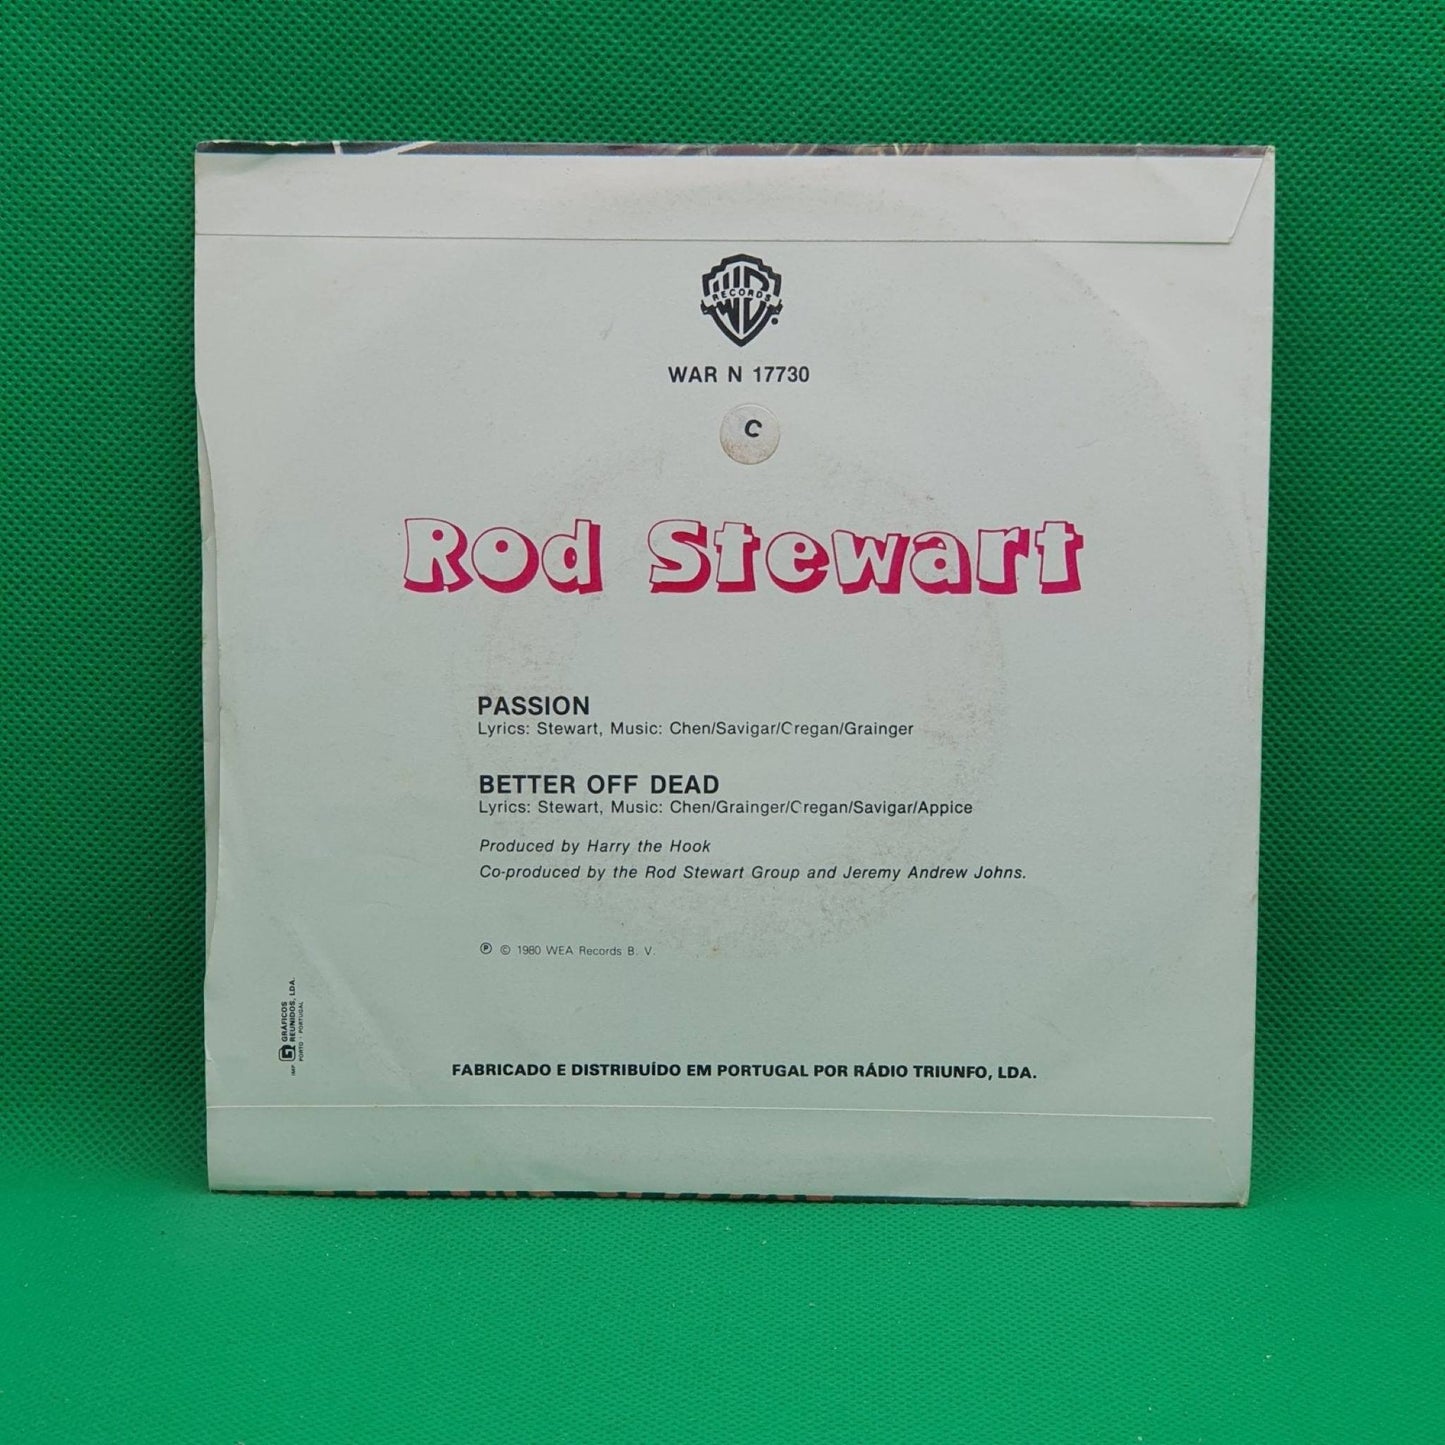 WB
RECORDS
WAR N 17730
C
Rod Stewart
PASSION
Lyrics: Stewart, Music: Chen/Savigar/Cregan/Grainger
BETTER OFF DEAD
Lyrics: Stewart, Music: Chen/Grainger/Cregan/Savigar/Appice
Produced by Harry the Hook
Co-produced by the Rod Stewart Group and Jeremy Andrew Johns.
℗ © 1980 WEA Records B. V.
IMP. GRÁFICOS
REUNIDOS, LDA.
PORTO - PORTUGAL
FABRICADO E DISTRIBUÍDO EM PORTUGAL POR RÁDIO TRIUNFO, LDA.